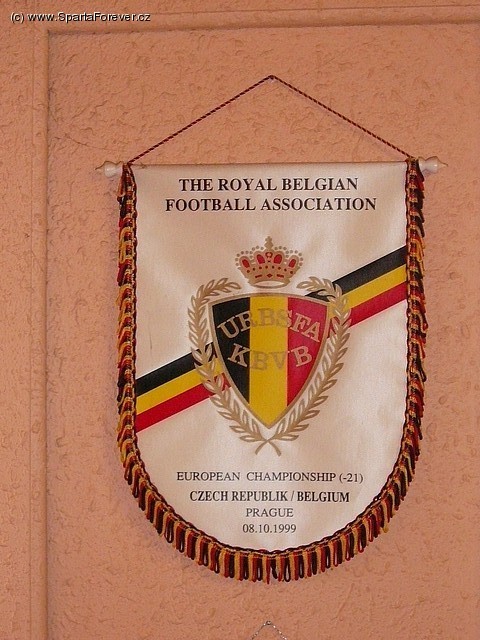 (c) www.SpartaForever.cz
THE ROYAL BELGIAN
FOOTBALL ASSOCIATION
URBSFA
KBVB
EUROPEAN CHAMPIONSHIP (-21)
CZECH REPUBLIK / BELGIUM
PRAGUE
08.10.1999